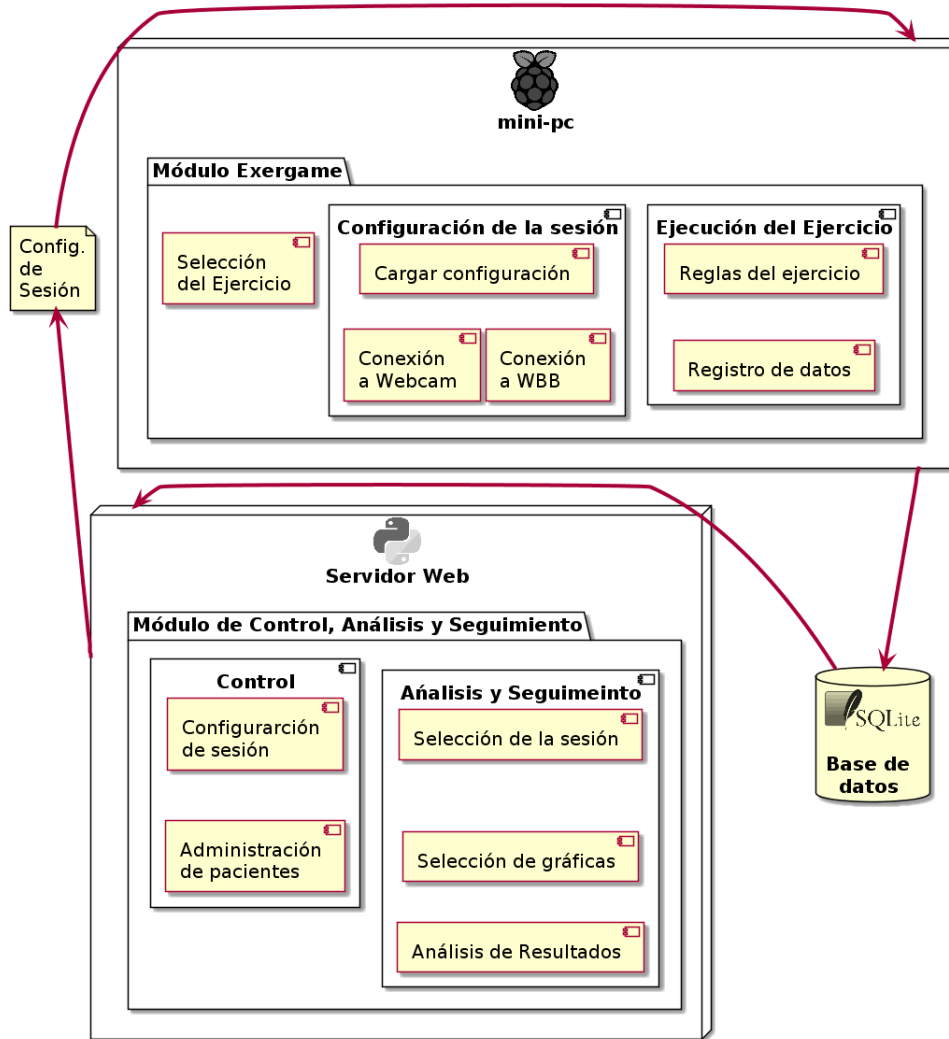 mini-pc
Módulo Exergame
Config.
de
Sesión
Selección
del Ejercicio
Configuración de la sesión
Cargar configuración
Conexión
a Webcam
Conexión
a WBB
Ejecución del Ejercicio
Reglas del ejercicio
Registro de datos
Servidor Web
Módulo de Control, Análisis y Seguimiento
Control
Configurarción
de sesión
Administración
de pacientes
Ańalisis y Seguimeinto
Selección de la sesión
Selección de gráficas
Análisis de Resultados
SQLite
Base de
datos